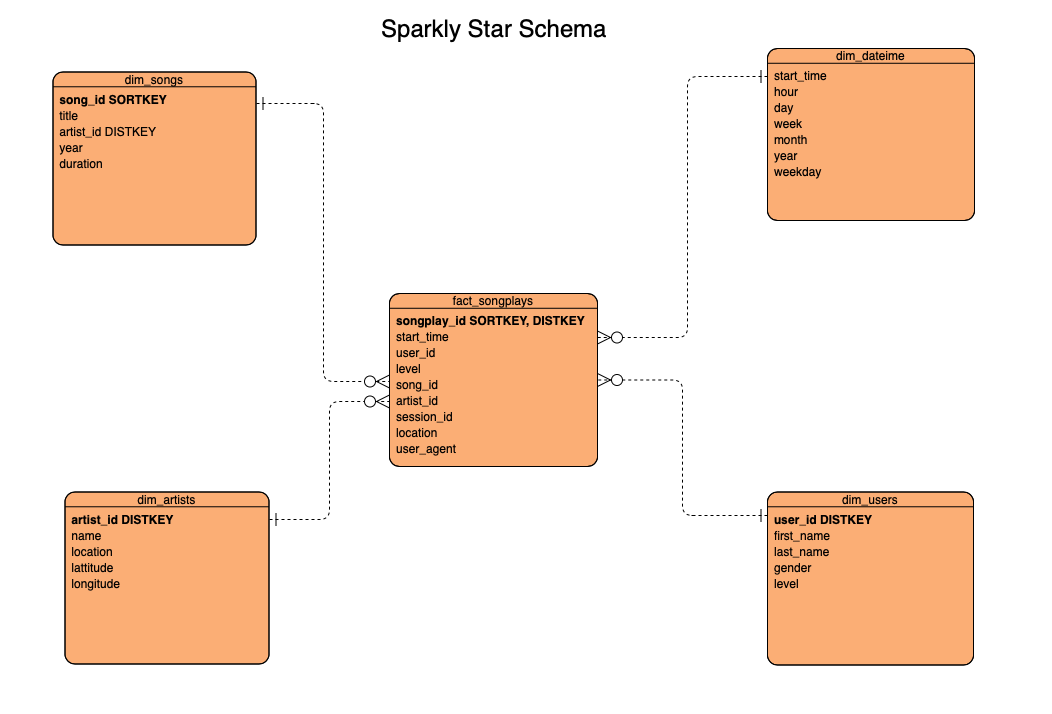 Sparkly Star Schema
dim_songs
song_id SORTKEY
title
artist_id DISTKEY
year
duration
dim_dateime
start_time
hour
day
week
month
year
weekday
fact_songplays
songplay_id SORTKEY, DISTKEY
start_time
user_id
level
song_id
artist_id
session_id
location
user_agent
dim_artists
artist_id DISTKEY
name
location
lattitude
longitude
dim_users
user_id DISTKEY
first_name
last_name
gender
level